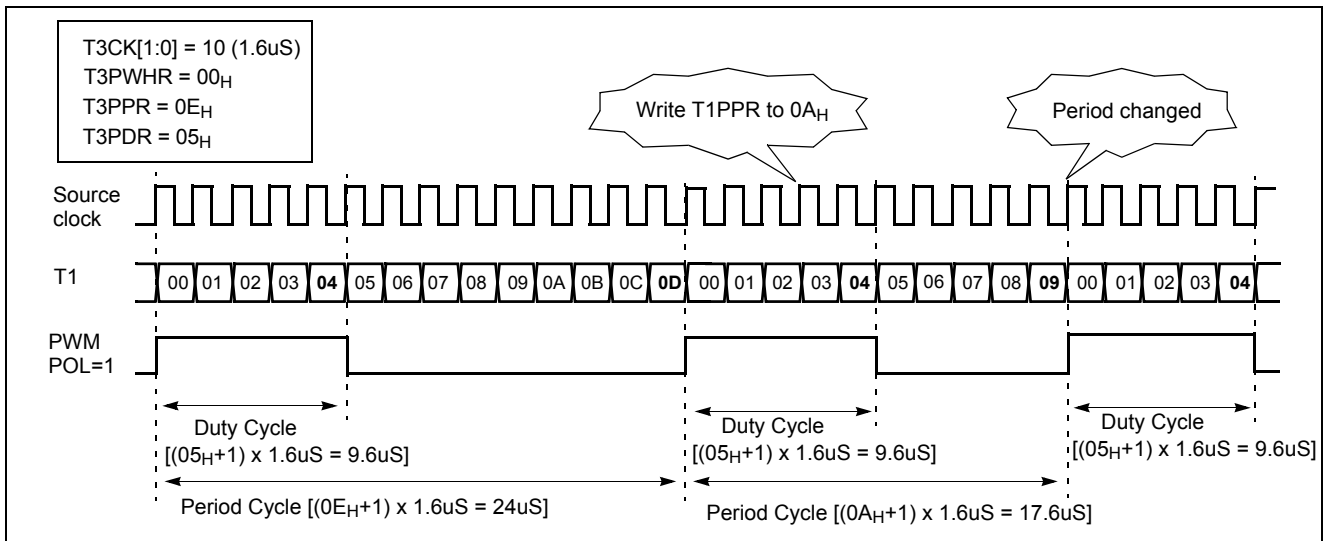 T3CK[1:0] = 10 (1.6uS)
T3PWHR = 00H
T3PPR = 0EH
T3PDR = 05H
Write T1PPR to 0AH
Period changed
Source
clock
T1
00 01 02 03 04 05 06 07 08 09 0A 0B 0C 0D 00 01 02 03 04 05 06 07 08 09 00 01 02 03 04
PWM
POL=1
Duty Cycle
[(05H+1) x 1.6uS = 9.6uS]
Duty Cycle
[(05H+1) x 1.6uS = 9.6uS]
Duty Cycle
[(05H+1) x 1.6uS = 9.6uS]
Period Cycle [(0EH+1) x 1.6uS = 24uS]
Period Cycle [(0AH+1) x 1.6uS = 17.6uS]